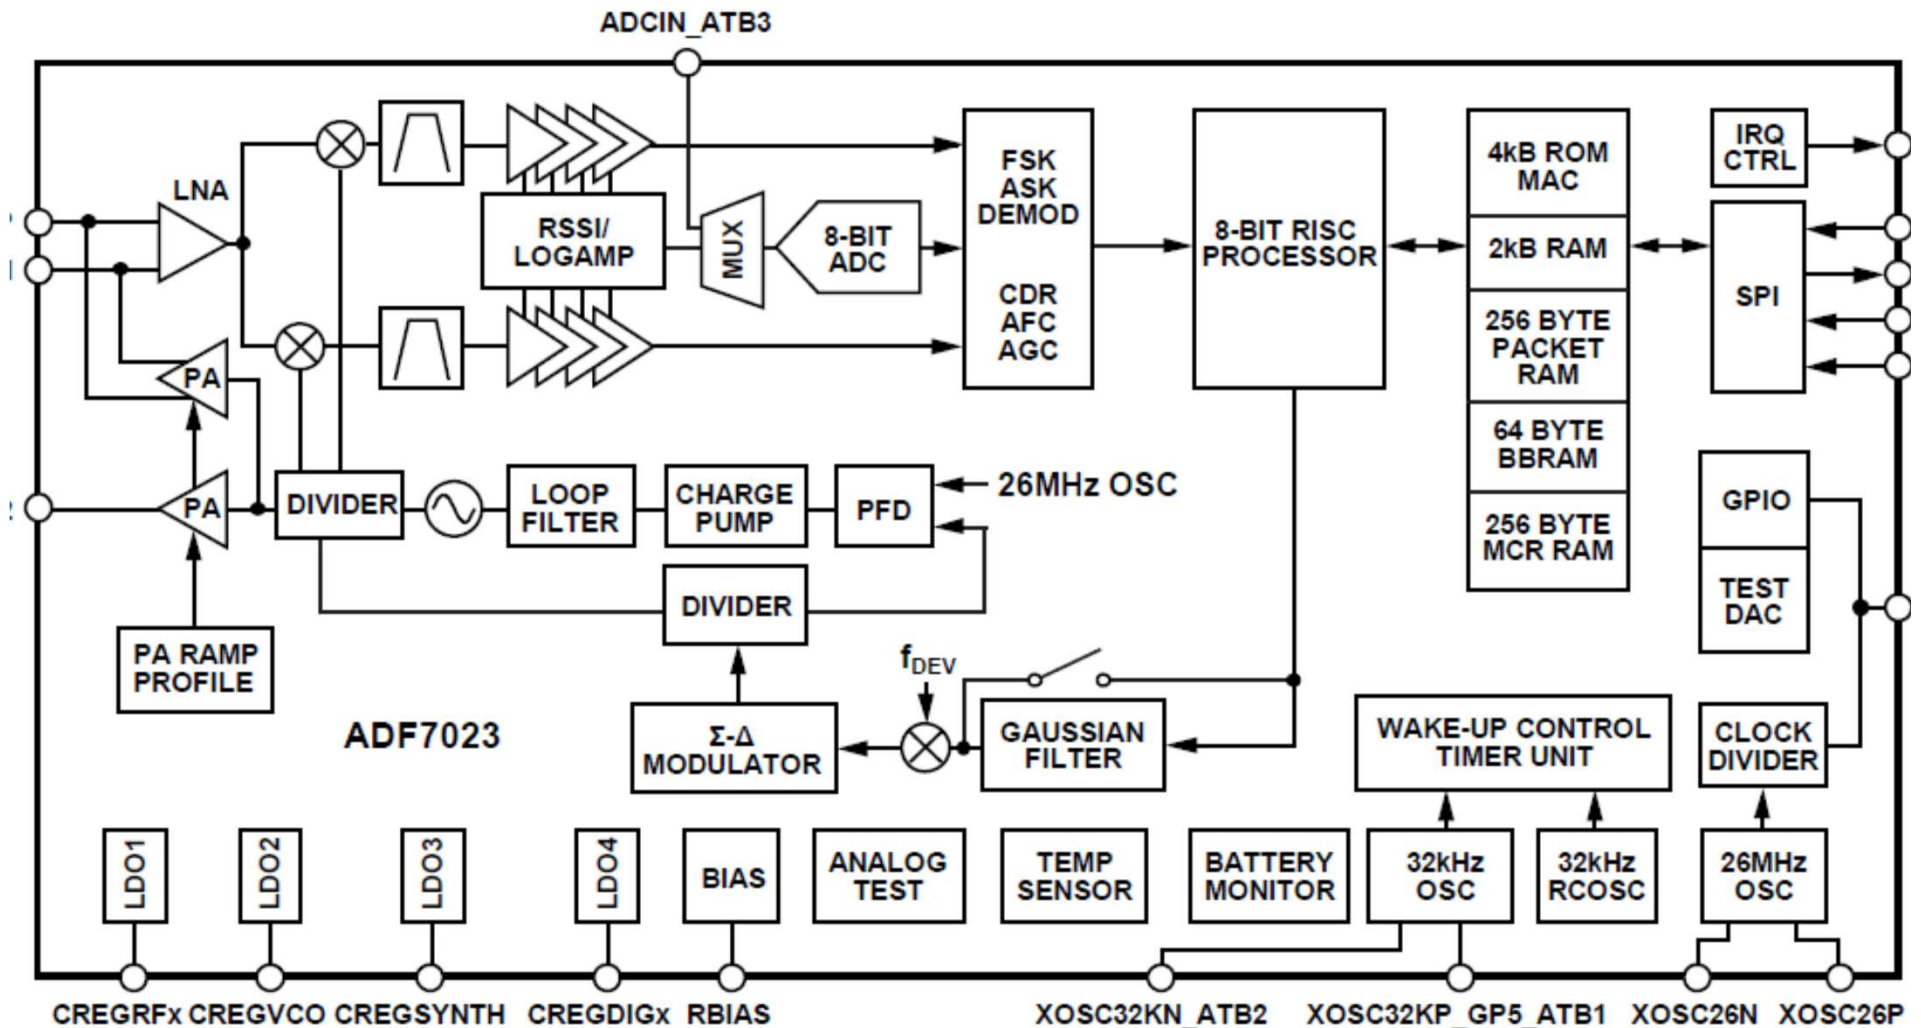 ADCIN_ATB3
LNA
RSSI/
LOGAMP
MUX
8-BIT
ADC
FSK
ASK
DEMOD
CDR
AFC
AGC
8-BIT RISC
PROCESSOR
4kB ROM
MAC
2kB RAM
256 BYTE
PACKET
RAM
64 BYTE
BBRAM
256 BYTE
MCR RAM
IRQ
CTRL
SPI
GPIO
TEST
DAC
PA
PA
DIVIDER
LOOP
FILTER
CHARGE
PUMP
PFD
26MHz OSC
DIVIDER
PA RAMP
PROFILE
ADF7023
Σ-Δ
MODULATOR
fDEV
GAUSSIAN
FILTER
WAKE-UP CONTROL
TIMER UNIT
CLOCK
DIVIDER
LDO1
LDO2
LDO3
LDO4
BIAS
ANALOG
TEST
TEMP
SENSOR
BATTERY
MONITOR
32kHz
OSC
32kHz
RCOSC
26MHz
OSC
CREGRFx CREGVCO CREGSYNTH CREGDIGx RBIAS XOSC32KN_ATB2 XOSC32KP_GP5_ATB1 XOSC26N XOSC26P